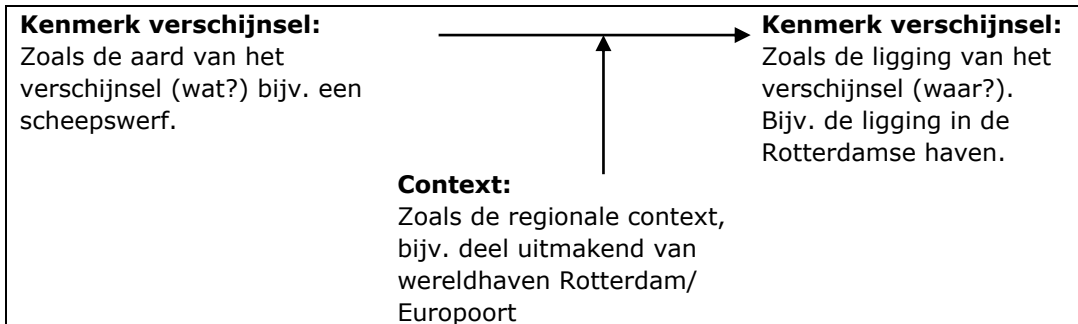 Kenmerk verschijnsel:
Zoals de aard van het
verschijnsel (wat?) bijv. een
scheepswerf.
Kenmerk verschijnsel:
Zoals de ligging van het
verschijnsel (waar?).
Bijv. de ligging in de
Rotterdamse haven.
Context:
Zoals de regionale context,
bijv. deel uitmakend van
wereldhaven Rotterdam/
Europoort